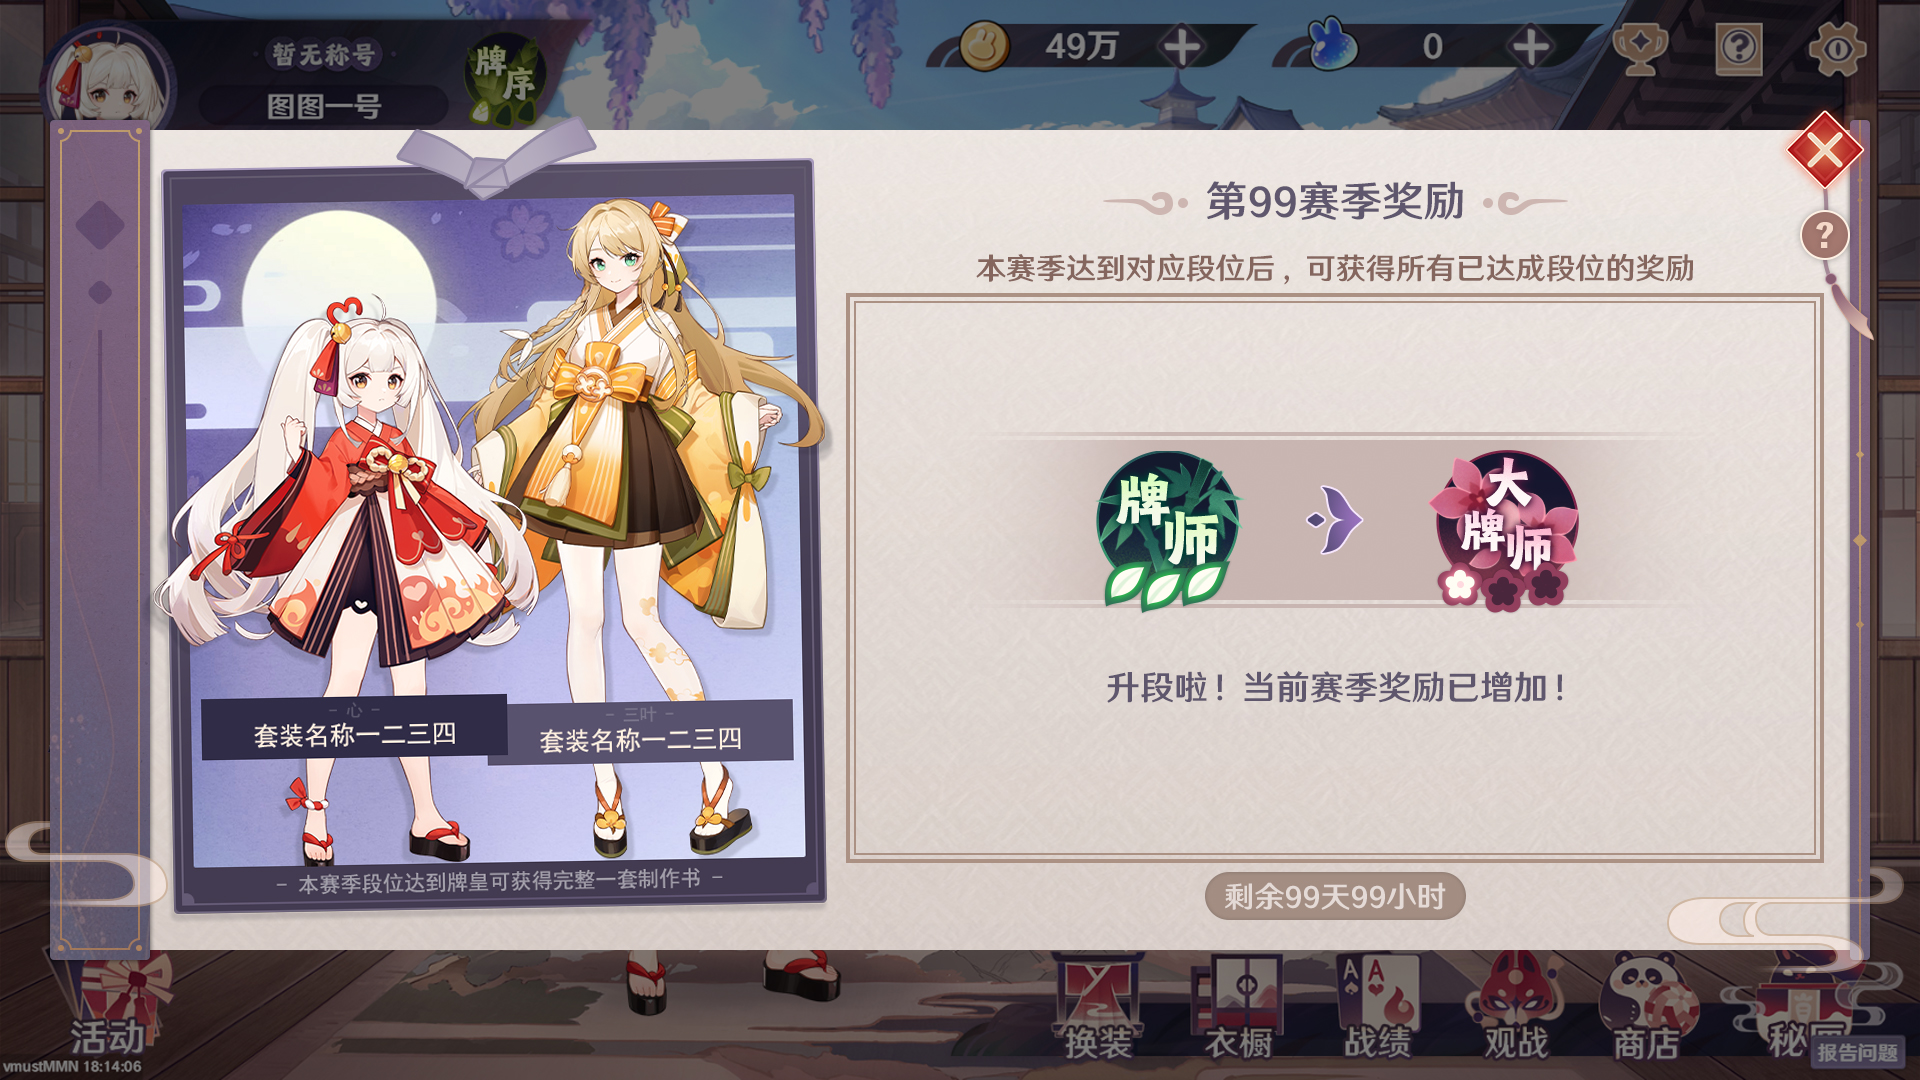 暂无称号
图图一号
牌序
49万
0
第99赛季奖励
本赛季达到对应段位后，可获得所有已达成段位的奖励
牌师
大牌师
升段啦！当前赛季奖励已增加！
剩余99天99小时
- 心 -
套装名称一二三四
- 三叶 -
套装名称一二三四
- 本赛季段位达到牌皇可获得完整一套制作书 -
活动
换装
衣橱
A
A
战绩
观战
商店
秘
报告问题
vmustMMN 18:14:06